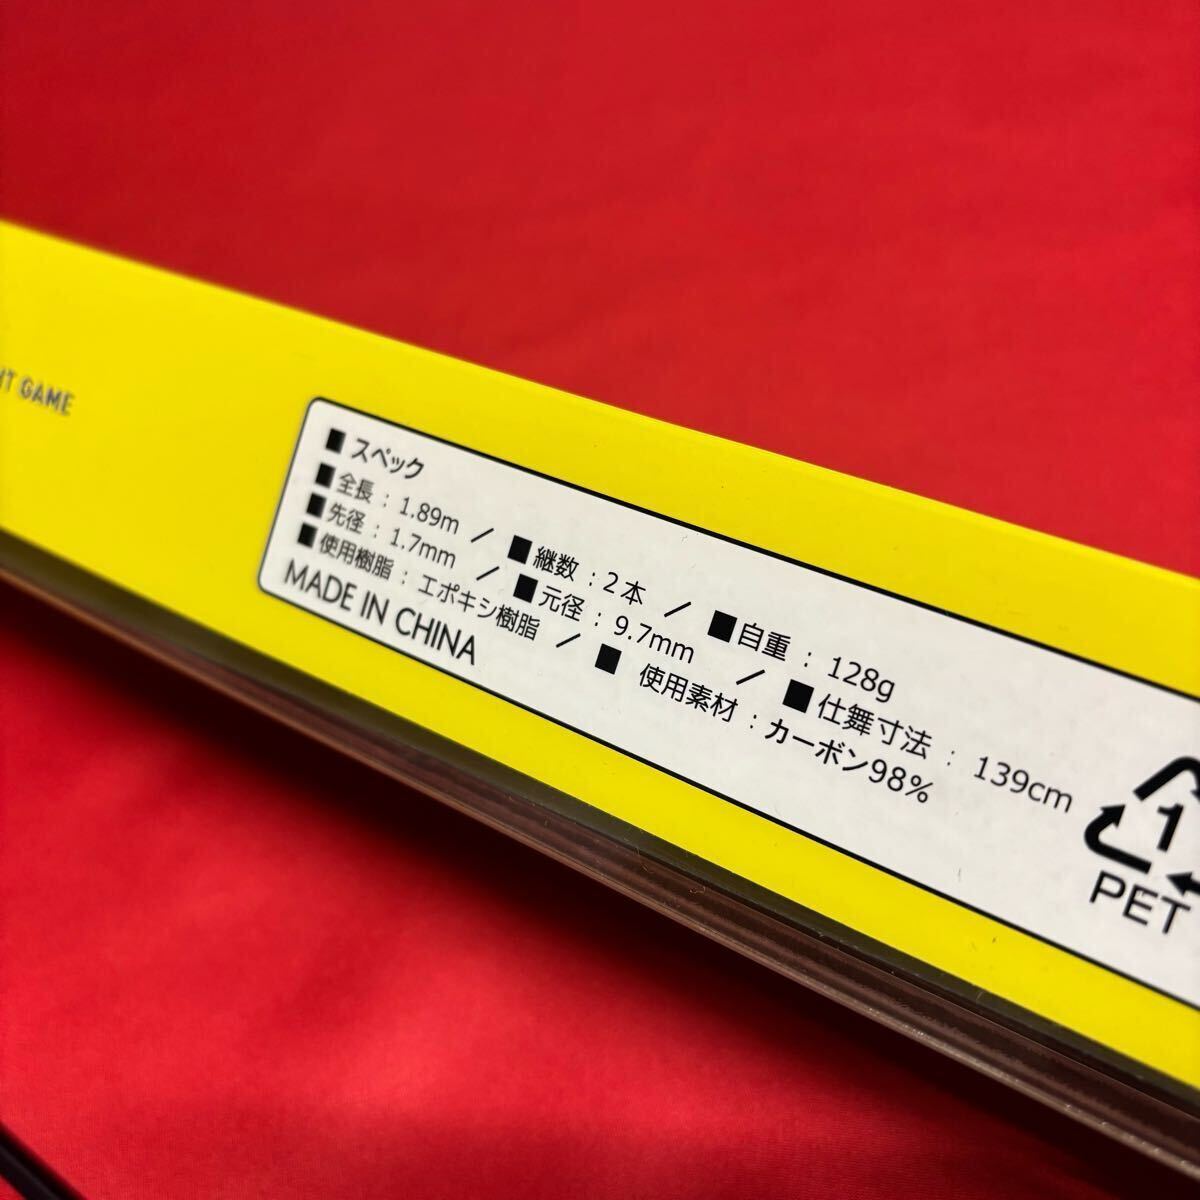 GAME
■ スペック
■ 全長 : 1.89m / ■ 継数 : 2本 / ■ 自重 : 128g
■ 先径 : 1.7mm / ■ 元径 : 9.7mm / ■ 仕舞寸法 : 139cm
■ 使用樹脂 : エポキシ樹脂 / ■ 使用素材 : カーボン98%
MADE IN CHINA
1
PET